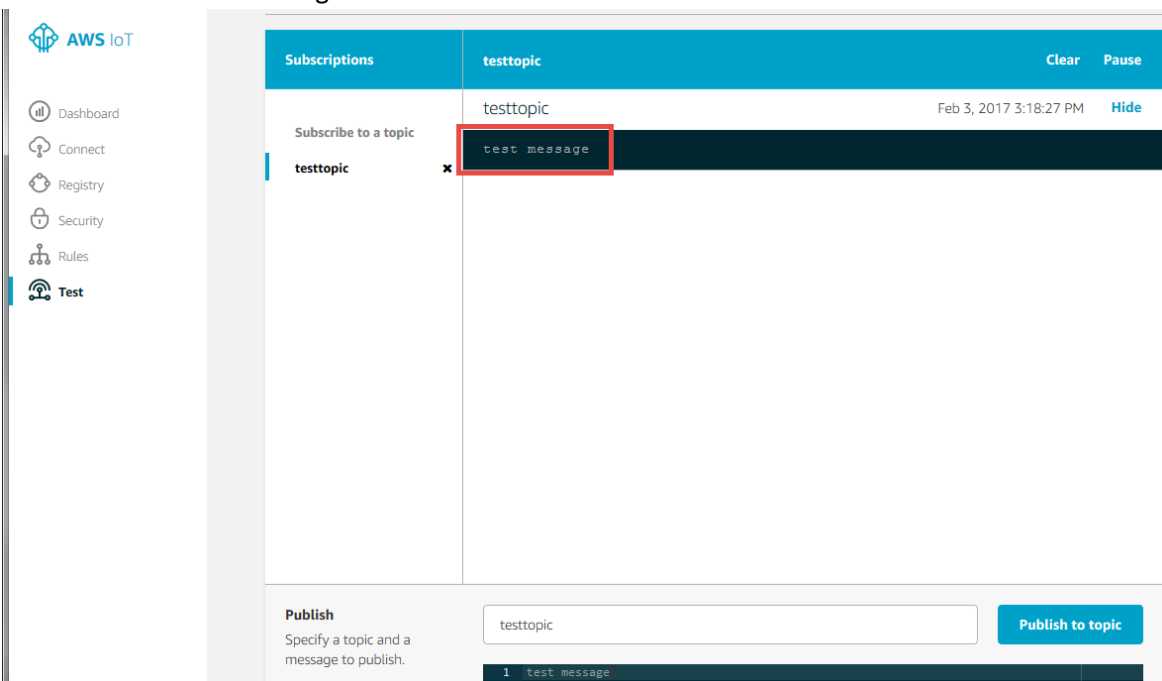 AWS IoT
Dashboard
Connect
Registry
Security
Rules
Test
Subscriptions
Subscribe to a topic
testtopic
testtopic Clear Pause
testtopic Feb 3, 2017 3:18:27 PM Hide
test message
Publish
Specify a topic and a
message to publish.
testtopic
Publish to topic
1 test message